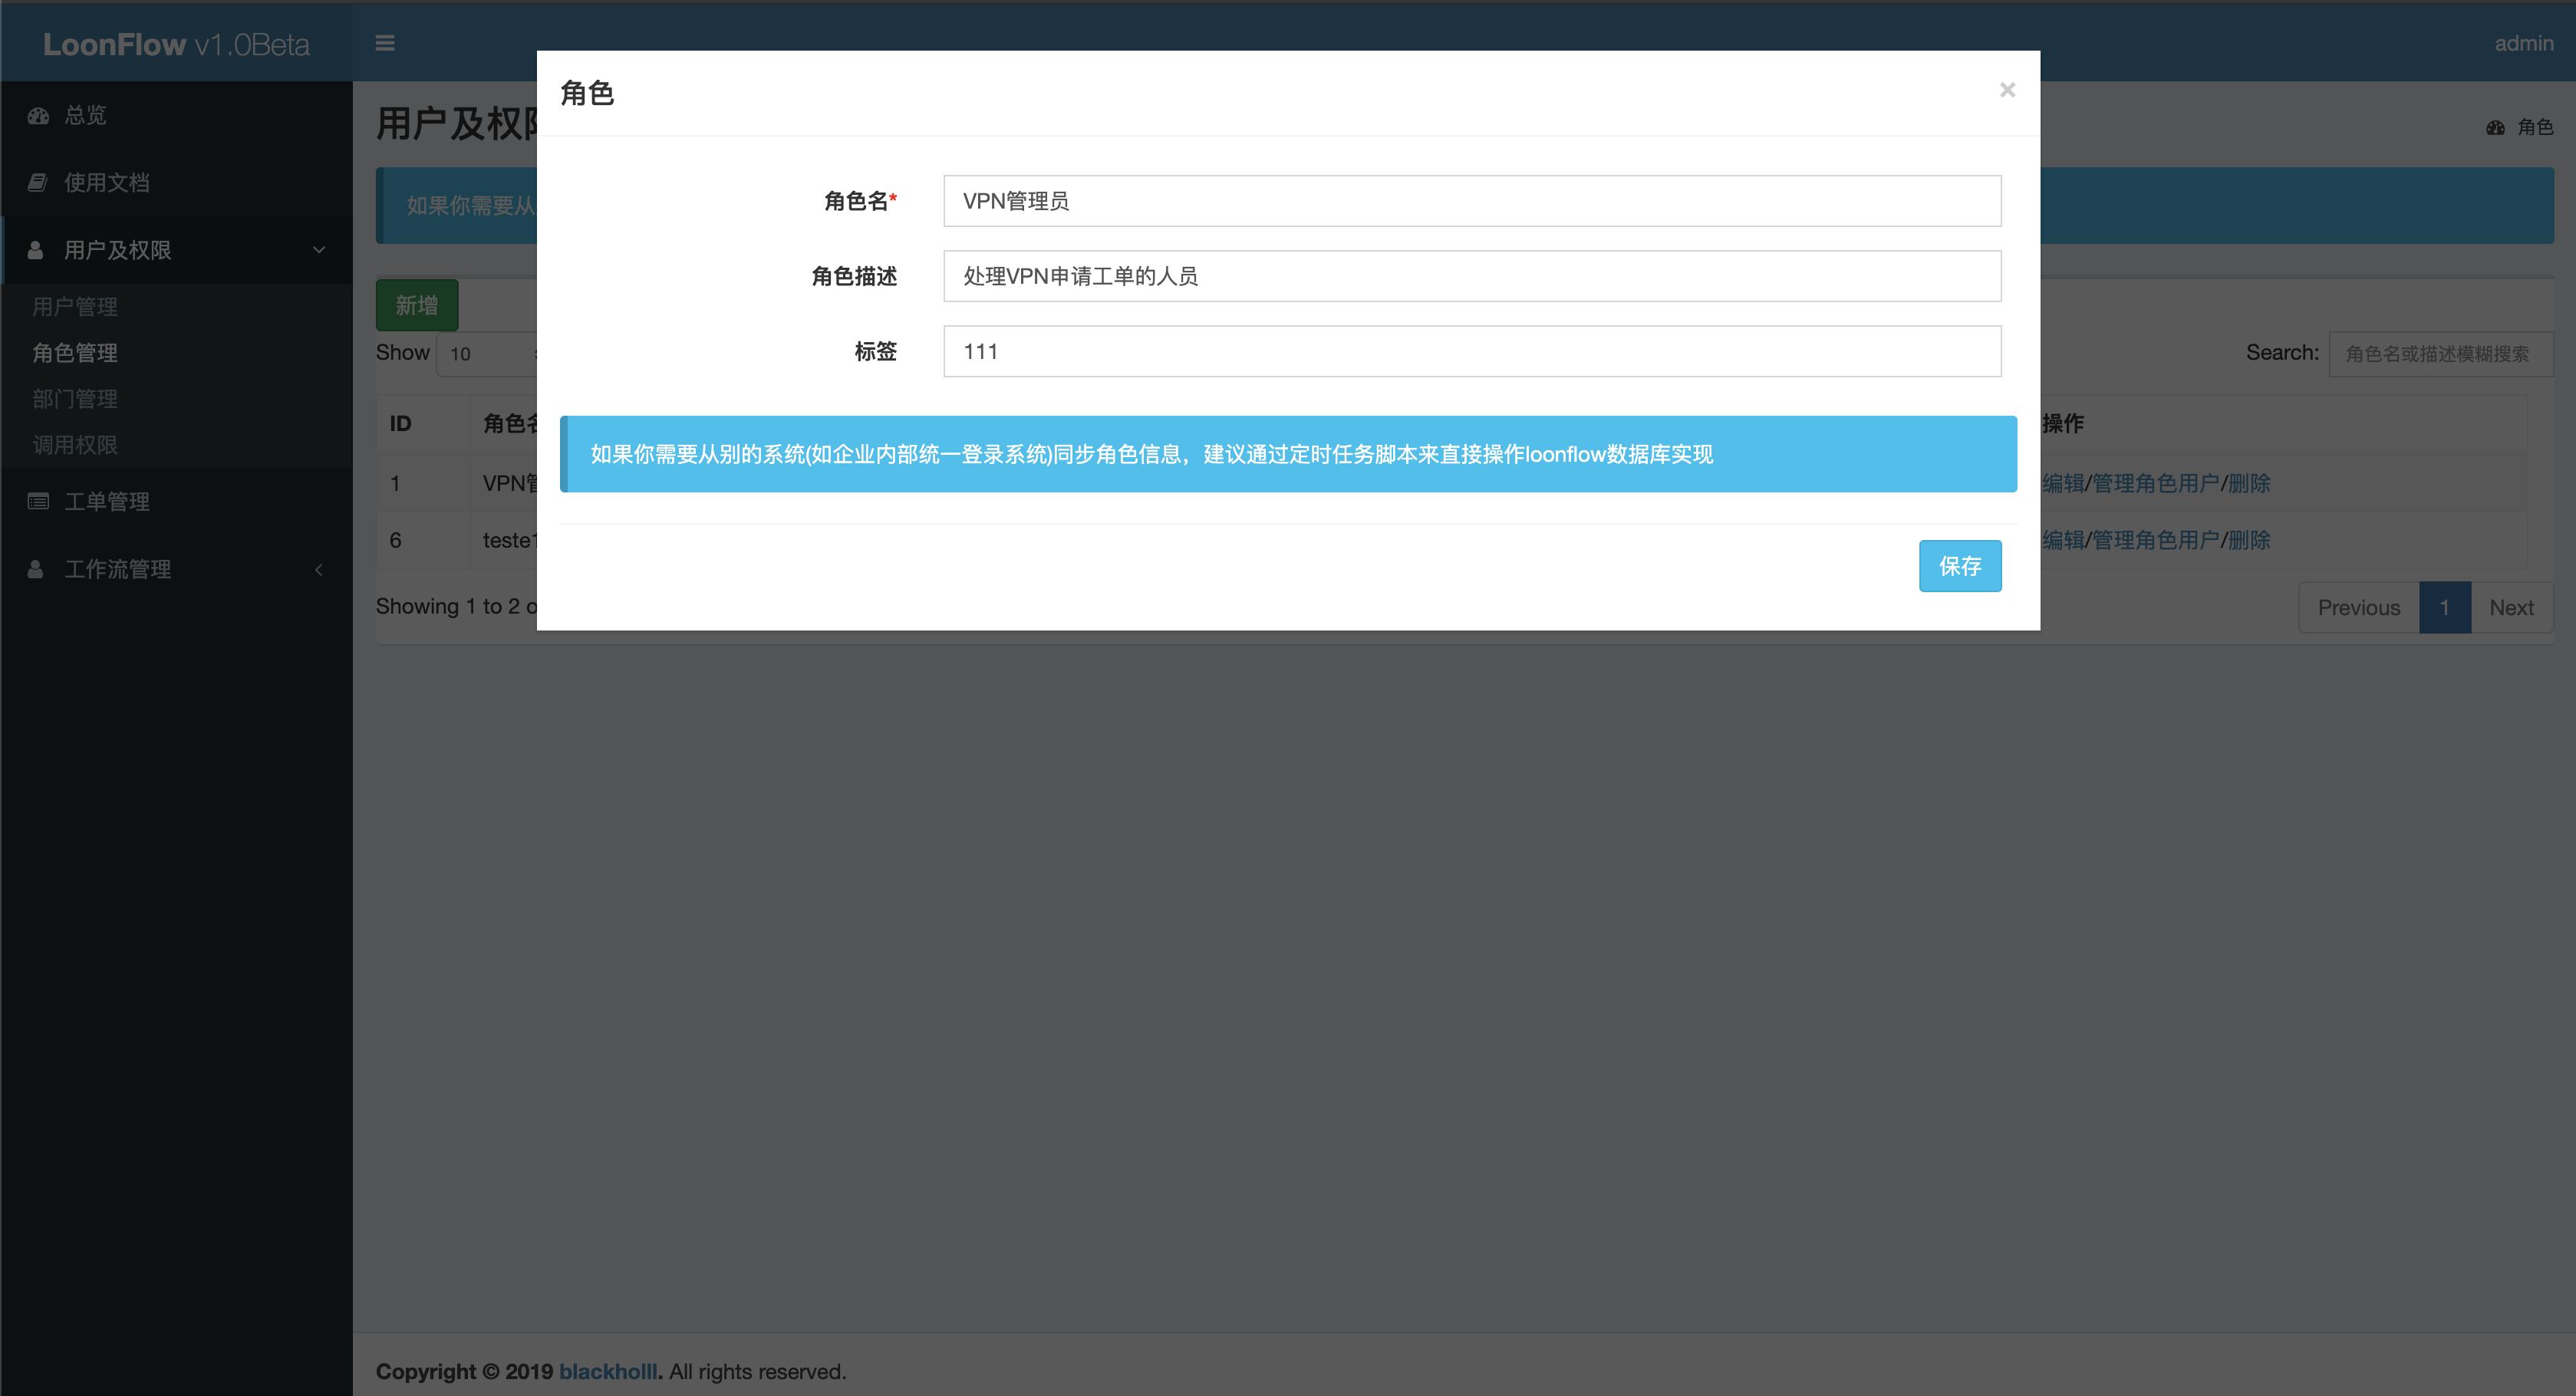 LoonFlow v1.0Beta
admin
总览
使用文档
用户及权限
用户管理
角色管理
部门管理
调用权限
工单管理
工作流管理
用户及权
角色
如果你需要从
新增
Show 10
Search: 角色名或描述模糊搜索
ID 角色名 操作
1 VPN管 编辑/管理角色用户/删除
6 teste1 编辑/管理角色用户/删除
Showing 1 to 2 o
Previous 1 Next
角色
×
角色名* VPN管理员
角色描述 处理VPN申请工单的人员
标签 111
如果你需要从别的系统(如企业内部统一登录系统)同步角色信息，建议通过定时任务脚本来直接操作loonflow数据库实现
保存
Copyright © 2019 blackholll. All rights reserved.